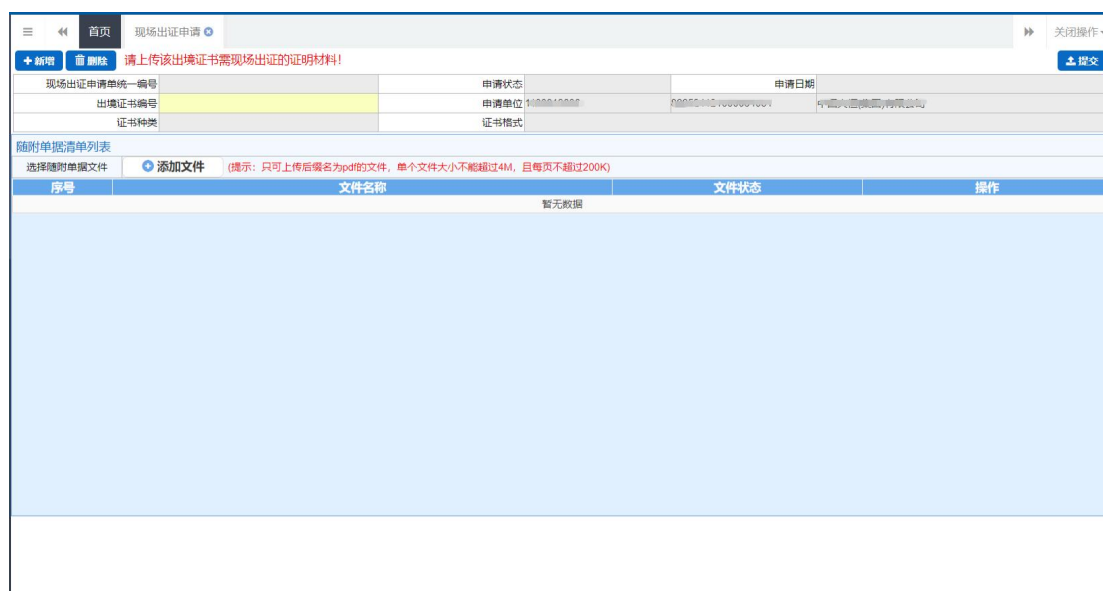 首页 现场出证申请 关闭操作
新增 删除 请上传该出境证书需现场出证的证明材料！ 提交
现场出证申请单统一编号 申请状态 申请日期
出境证书编号 申请单位
证书种类 证书格式
随附单据清单列表
选择随附单据文件 添加文件 (提示：只可上传后缀名为pdf的文件，单个文件大小不能超过4M，且每页不超过200K)
序号 文件名称 文件状态 操作
暂无数据